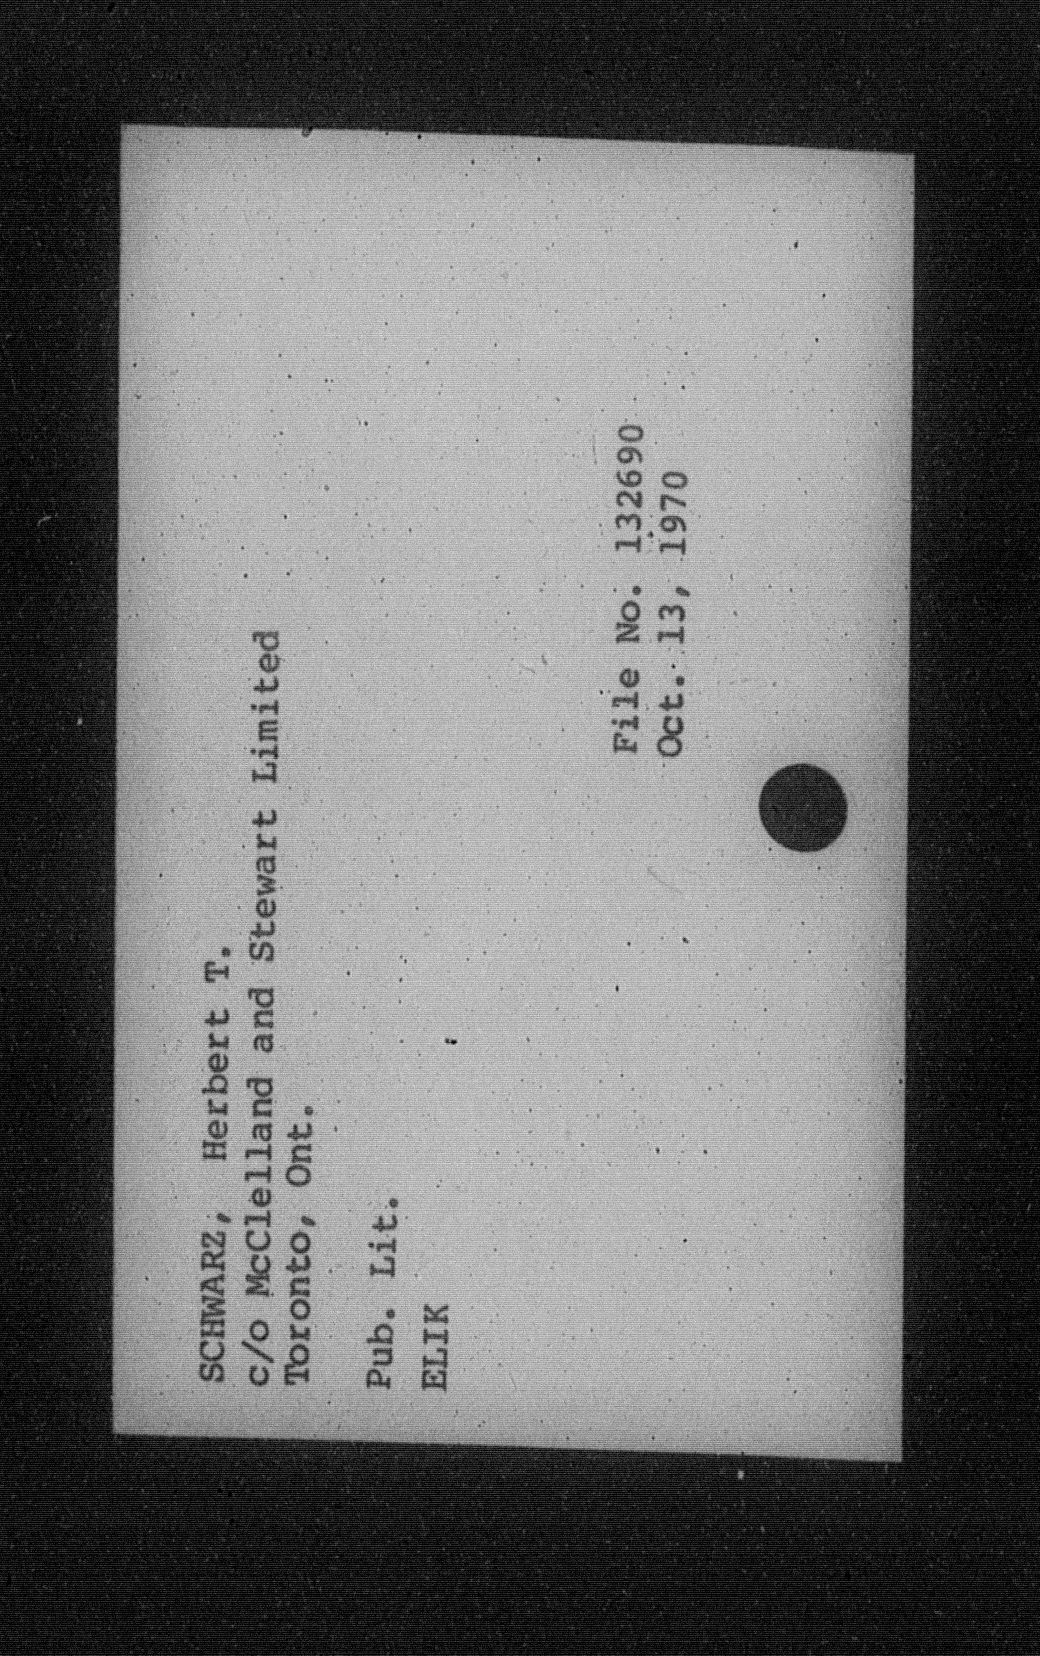 SCHWARZ, Herbert T.
c/o McClelland and Stewart Limited
Toronto, Ont.
Pub. Lit.
ELIK
File No. 132690
Oct. 13, 1970